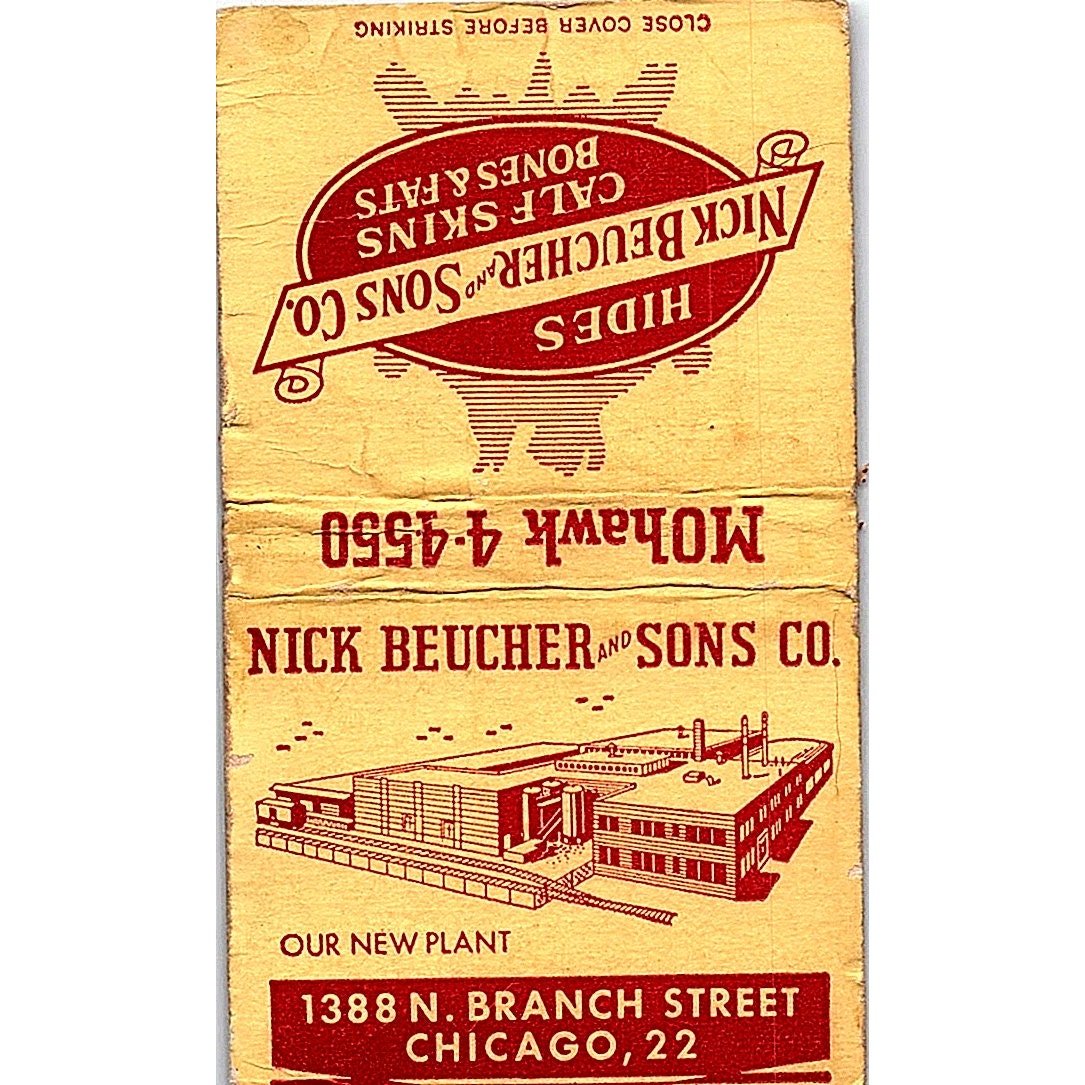 CLOSE COVER BEFORE STRIKING
HIDES
NICK BEUCHER AND SONS CO.
CALF SKINS
BONES & FATS
MOhawk 4-4550
NICK BEUCHER AND SONS CO.
OUR NEW PLANT
1388 N. BRANCH STREET
CHICAGO, 22